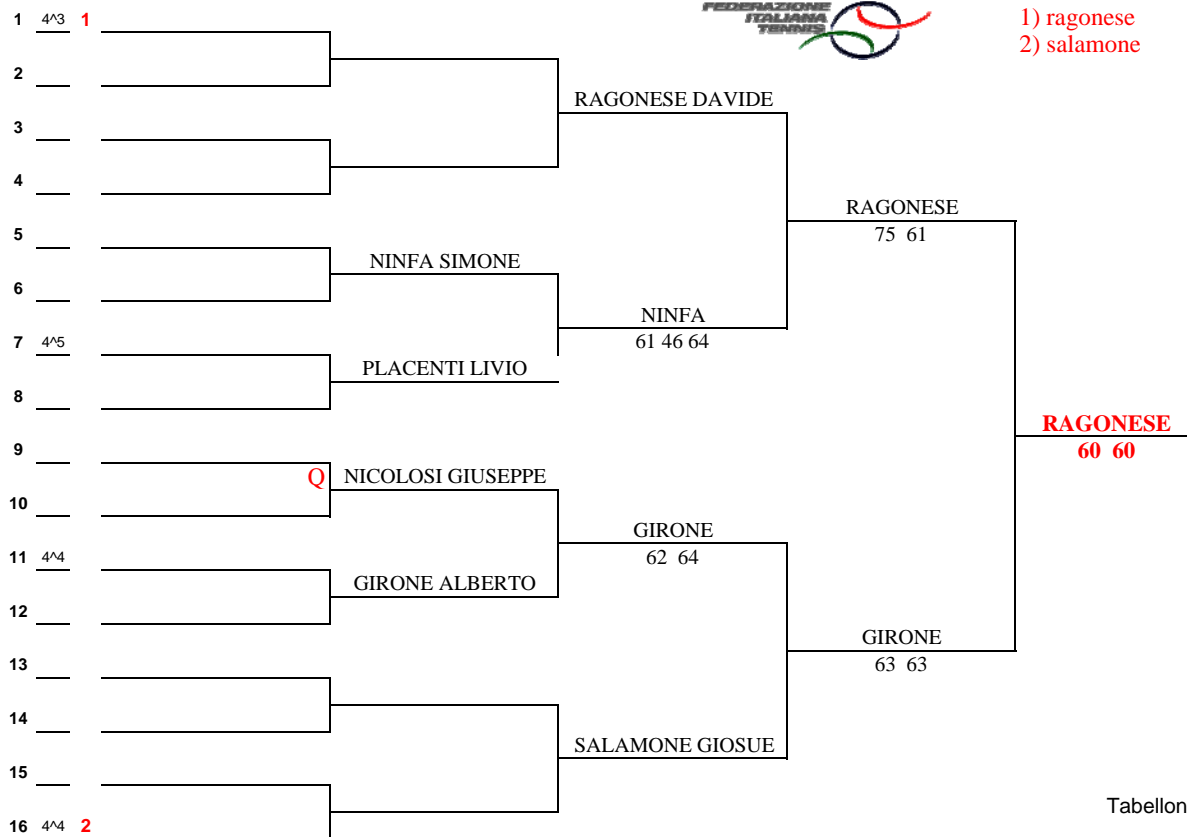 FEDERAZIONE
ITALIANA
TENNIS
1) ragonese
2) salamone
1 4^3 1
2
RAGONESE DAVIDE
3
4
RAGONESE
75 61
5
NINFA SIMONE
6
NINFA
61 46 64
7 4^5
PLACENTI LIVIO
8
RAGONESE
60 60
9
Q NICOLOSI GIUSEPPE
10
GIRONE
62 64
11 4^4
GIRONE ALBERTO
12
GIRONE
63 63
13
14
SALAMONE GIOSUE
15
Tabellon
16 4^4 2